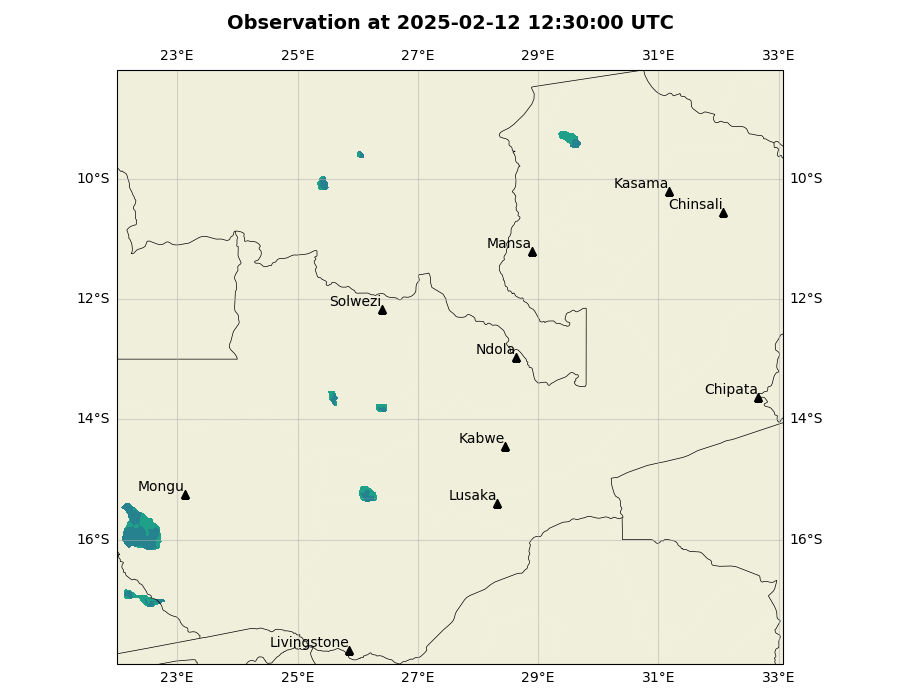 Observation at 2025-02-12 12:30:00 UTC
23°E 25°E 27°E 29°E 31°E 33°E
10°S 10°S
Kasama
Chinsali
Mansa
12°S 12°S
Solwezi
Ndola
Chipata
14°S 14°S
Kabwe
Mongu
Lusaka
16°S 16°S
Livingstone
23°E 25°E 27°E 29°E 31°E 33°E